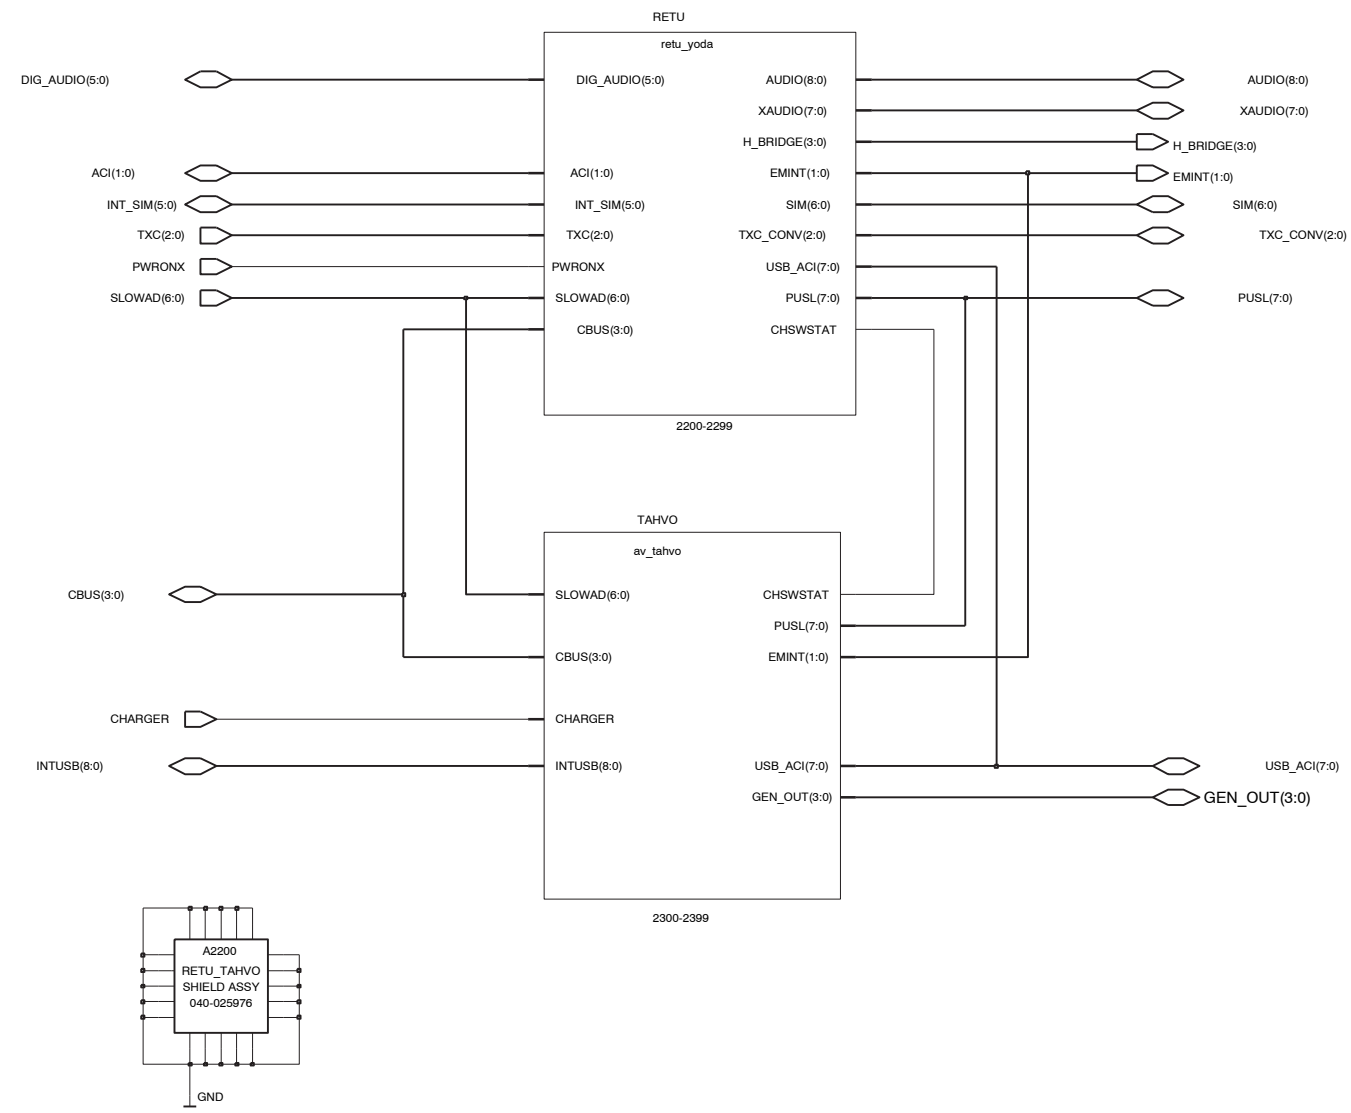 RETU
retu_yoda
DIG_AUDIO(5:0) DIG_AUDIO(5:0) AUDIO(8:0) AUDIO(8:0)
XAUDIO(7:0) XAUDIO(7:0)
H_BRIDGE(3:0) H_BRIDGE(3:0)
ACI(1:0) ACI(1:0) EMINT(1:0) EMINT(1:0)
INT_SIM(5:0) INT_SIM(5:0) SIM(6:0) SIM(6:0)
TXC(2:0) TXC(2:0) TXC_CONV(2:0) TXC_CONV(2:0)
PWRONX PWRONX USB_ACI(7:0)
SLOWAD(6:0) SLOWAD(6:0) PUSL(7:0) PUSL(7:0)
CBUS(3:0) CHSWSTAT
2200-2299
TAHVO
av_tahvo
CBUS(3:0) SLOWAD(6:0) CHSWSTAT
PUSL(7:0)
CBUS(3:0) EMINT(1:0)
CHARGER CHARGER
INTUSB(8:0) INTUSB(8:0) USB_ACI(7:0) USB_ACI(7:0)
GEN_OUT(3:0) GEN_OUT(3:0)
2300-2399
A2200
RETU_TAHVO
SHIELD ASSY
040-025976
GND